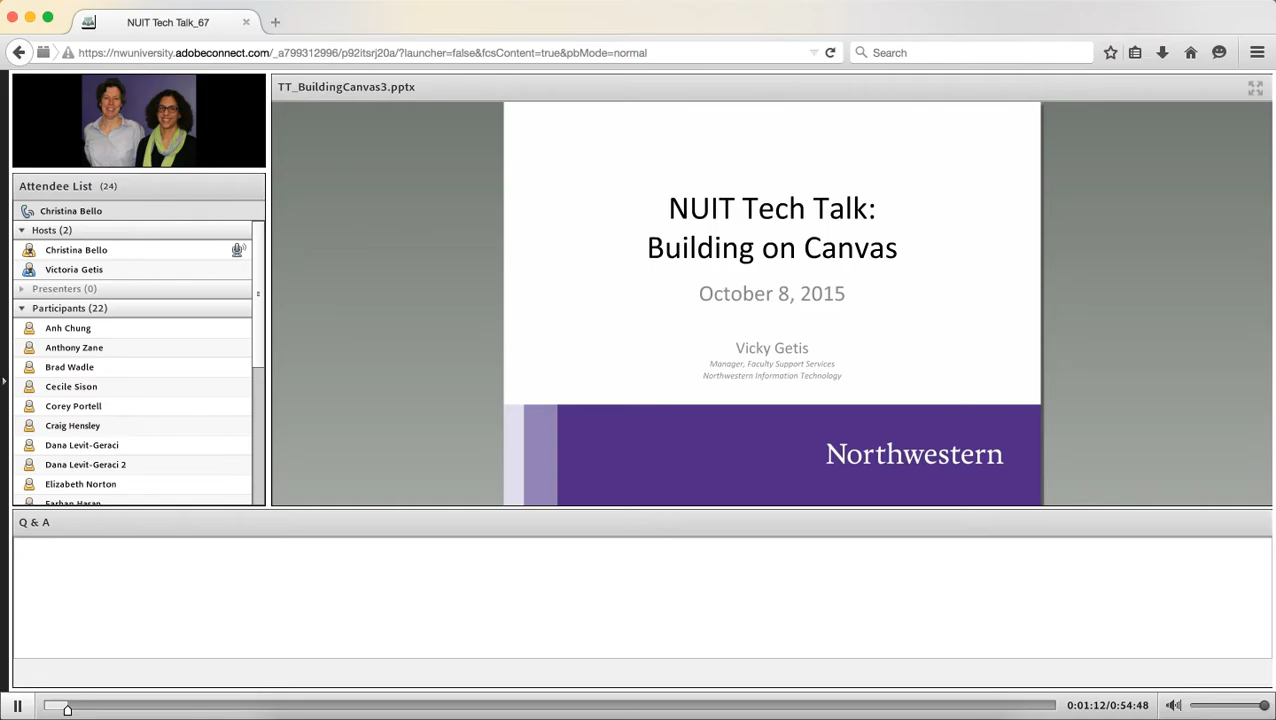 NUIT Tech Talk_67
https://nwuniversity.adobeconnect.com/_a799312996/p92itsrj20a/?launcher=false&fcsContent=true&pbMode=normal
Search
Attendee List (24)
Christina Bello
Hosts (2)
Christina Bello
Victoria Getis
Presenters (0)
Participants (22)
Anh Chung
Anthony Zane
Brad Wadle
Cecile Sison
Corey Portell
Craig Hensley
Dana Levit-Geraci
Dana Levit-Geraci 2
Elizabeth Norton
Farhan Hasan
TT_BuildingCanvas3.pptx
NUIT Tech Talk:
Building on Canvas
October 8, 2015
Vicky Getis
Manager, Faculty Support Services
Northwestern Information Technology
Northwestern
Q & A
0:01:12/0:54:48